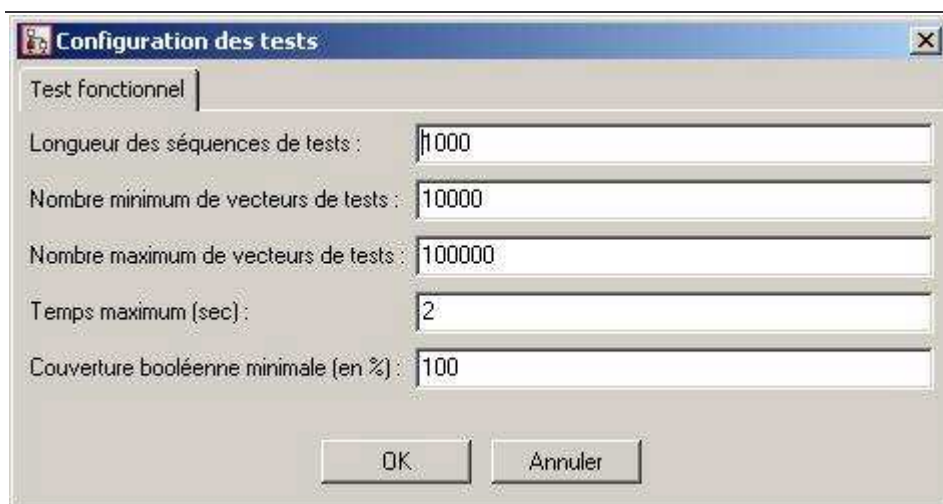 Configuration des tests
Test fonctionnel
Longueur des séquences de tests : 1000
Nombre minimum de vecteurs de tests : 10000
Nombre maximum de vecteurs de tests : 100000
Temps maximum (sec) : 2
Couverture booléenne minimale (en %) : 100
OK Annuler